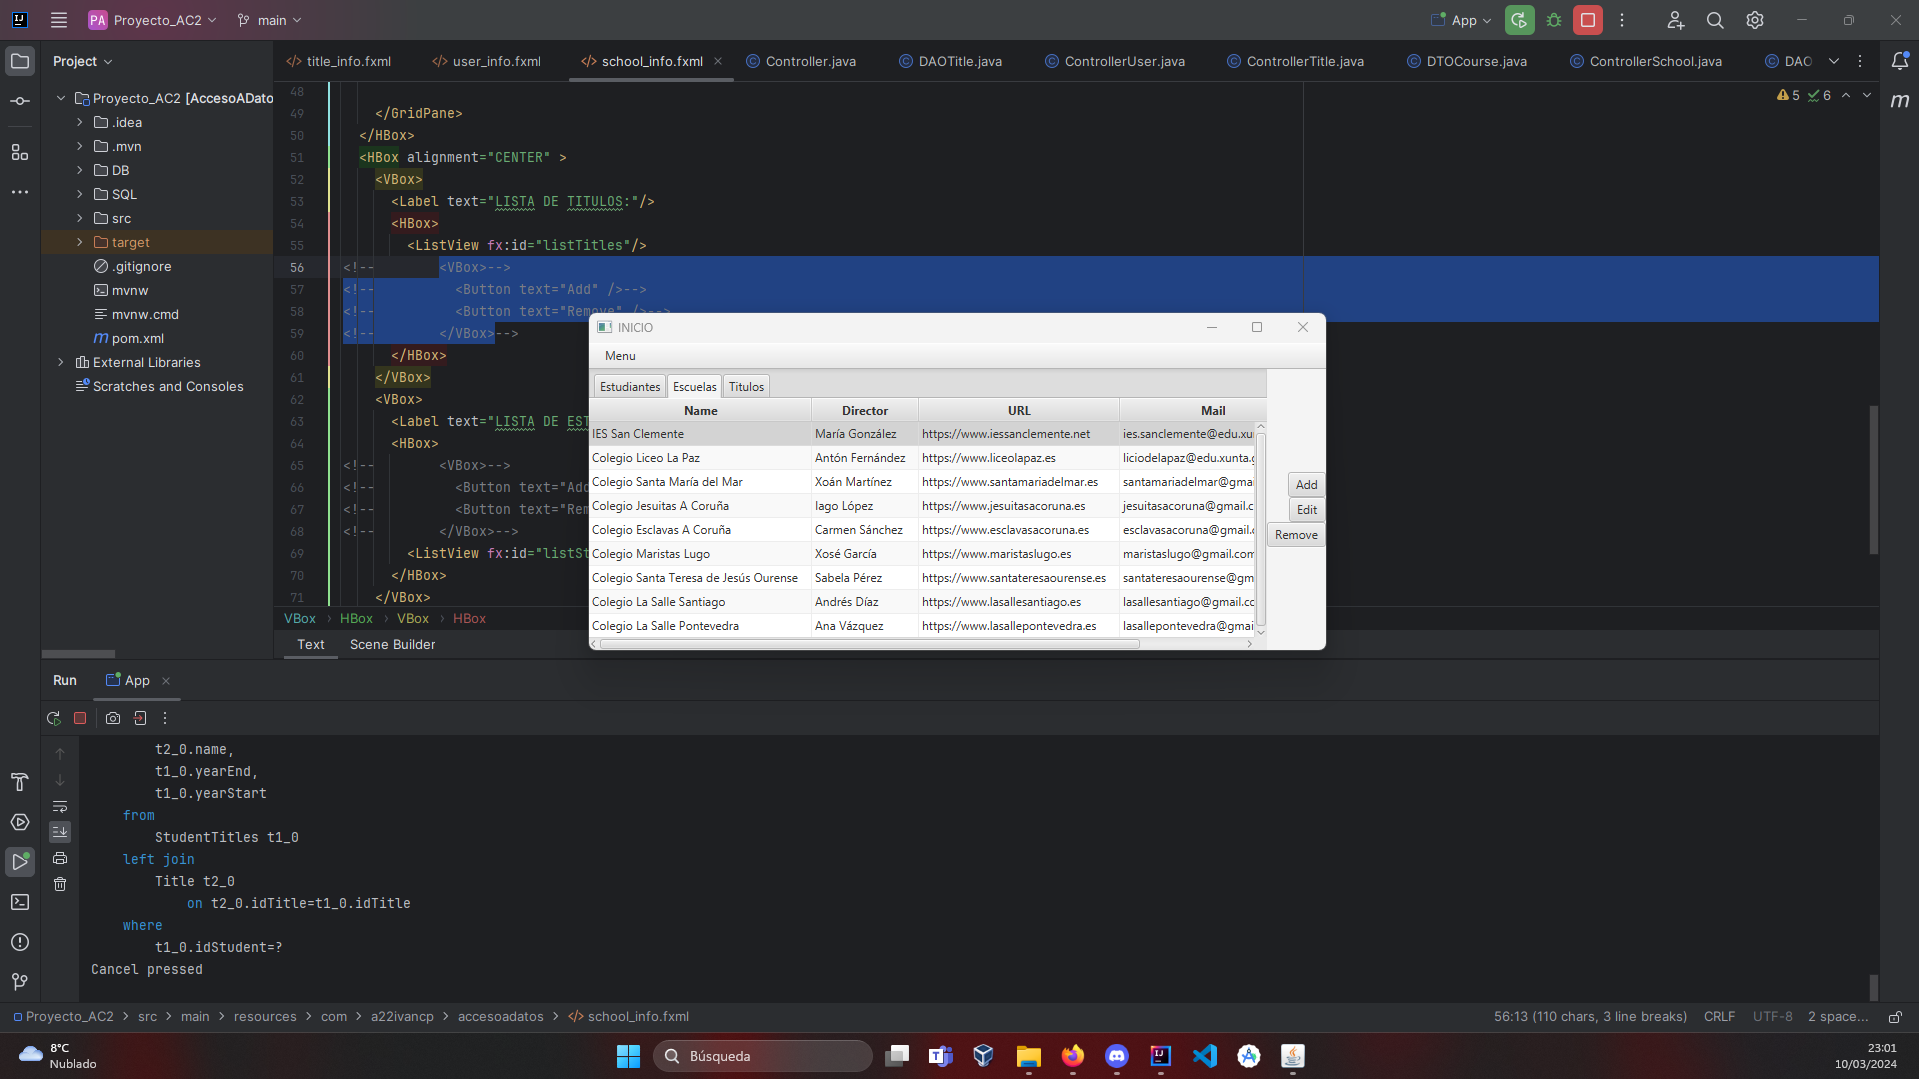 PA Proyecto_AC2 main App
Project
title_info.fxml user_info.fxml school_info.fxml Controller.java DAOTitle.java ControllerUser.java ControllerTitle.java DTOCourse.java ControllerSchool.java DAO
Proyecto_AC2 [AccesoADato
.idea
.mvn
DB
SQL
src
target
.gitignore
mvnw
mvnw.cmd
pom.xml
External Libraries
Scratches and Consoles
5 6
48
49 </GridPane>
50 </HBox>
51 <HBox alignment="CENTER" >
52 <VBox>
53 <Label text="LISTA DE TITULOS:"/>
54 <HBox>
55 <ListView fx:id="listTitles"/>
56 <!-- <VBox>-->
57 <!-- <Button text="Add" />-->
58 <!-- <Button text="Remove" />-->
59 <!-- </VBox>-->
60 </HBox>
61 </VBox>
62 <VBox>
63 <Label text="LISTA DE EST
64 <HBox>
65 <!-- <VBox>-->
66 <!-- <Button text="Add
67 <!-- <Button text="Rem
68 <!-- </VBox>-->
69 <ListView fx:id="listSt
70 </HBox>
71 </VBox>
VBox HBox VBox HBox
Text Scene Builder
INICIO
Menu
Estudiantes Escuelas Titulos
Name Director URL Mail
IES San Clemente María González https://www.iessanclemente.net ies.sanclemente@edu.xu
Colegio Liceo La Paz Antón Fernández https://www.liceolapaz.es liciodelapaz@edu.xunta.g
Colegio Santa María del Mar Xoán Martínez https://www.santamariadelmar.es santamariadelmar@gma
Colegio Jesuitas A Coruña Iago López https://www.jesuitasacoruna.es jesuitasacoruna@gmail.c
Colegio Esclavas A Coruña Carmen Sánchez https://www.esclavasacoruna.es esclavasacoruna@gmail.c
Colegio Maristas Lugo Xosé García https://www.maristaslugo.es maristaslugo@gmail.com
Colegio Santa Teresa de Jesús Ourense Sabela Pérez https://www.santateresaourense.es santateresaourense@gm
Colegio La Salle Santiago Andrés Díaz https://www.lasallesantiago.es lasallesantiago@gmail.co
Colegio La Salle Pontevedra Ana Vázquez https://www.lasallepontevedra.es lasallepontevedra@gmai
Add
Edit
Remove
Run App
t2_0.name,
t1_0.yearEnd,
t1_0.yearStart
from
StudentTitles t1_0
left join
Title t2_0
on t2_0.idTitle=t1_0.idTitle
where
t1_0.idStudent=?
Cancel pressed
Proyecto_AC2 src main resources com a22ivancp accesoadatos school_info.fxml
56:13 (110 chars, 3 line breaks) CRLF UTF-8 2 space...
8°C
Nublado
Búsqueda
23:01
10/03/2024